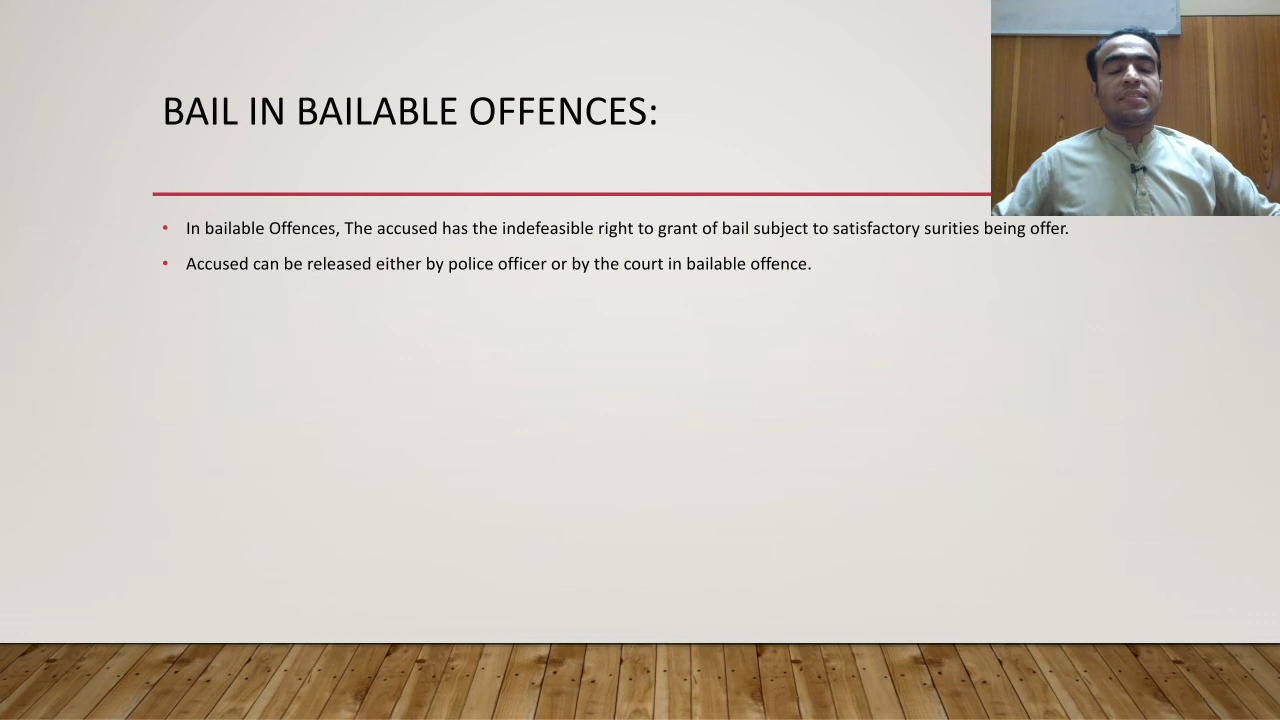 BAIL IN BAILABLE OFFENCES:
• In bailable Offences, The accused has the indefeasible right to grant of bail subject to satisfactory surities being offer.
• Accused can be released either by police officer or by the court in bailable offence.